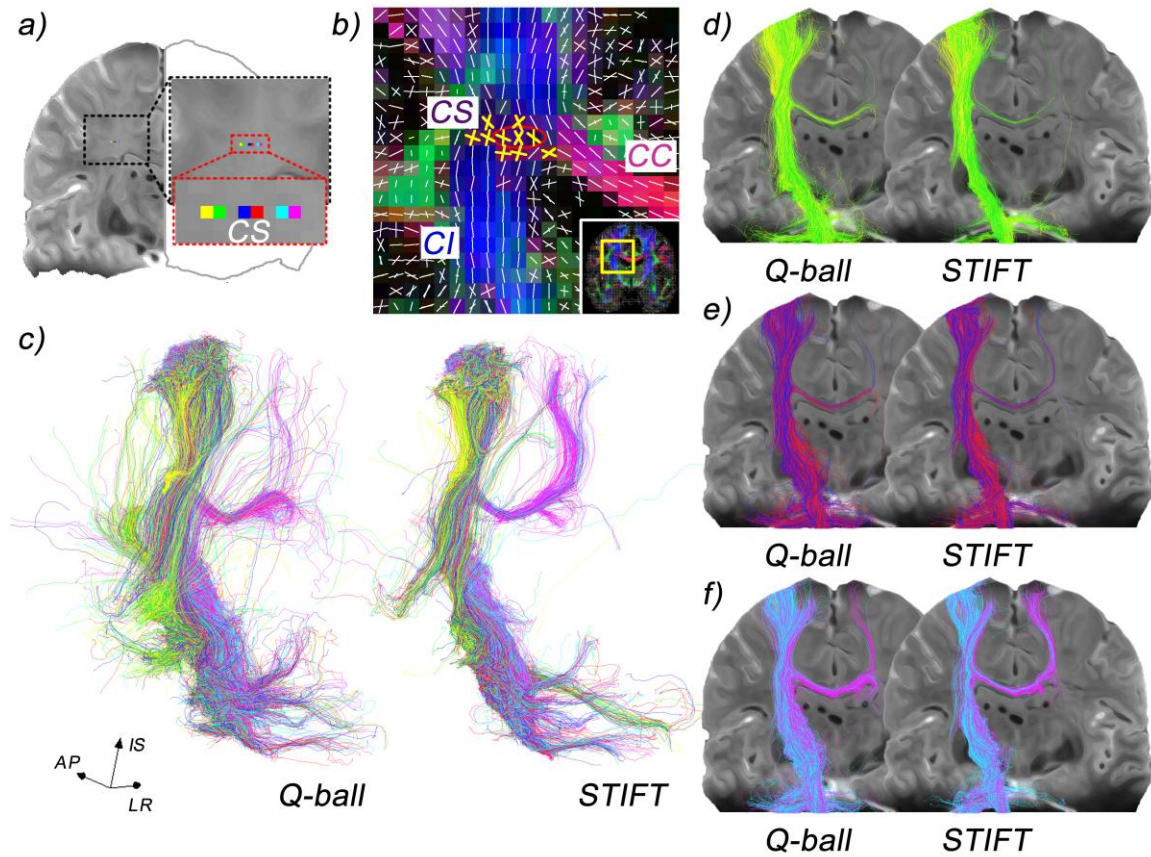 a)
CS
b)
CS
CC
CI
c)
IS
AP
LR
Q-ball
STIFT
d)
Q-ball
STIFT
e)
Q-ball
STIFT
f)
Q-ball
STIFT